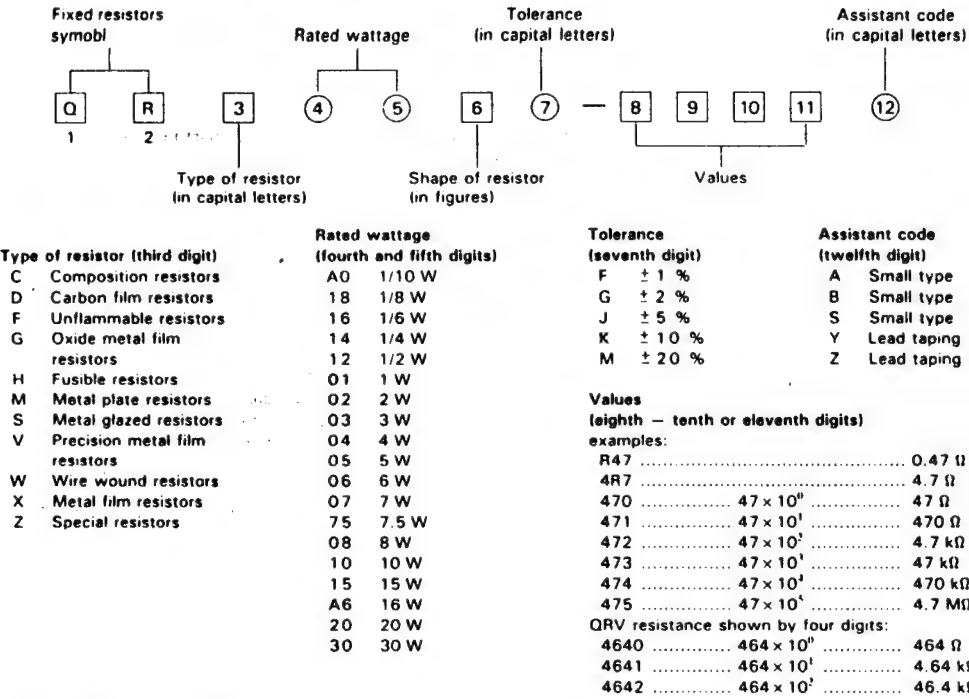 Fixed resistors
symobl
Rated wattage
Tolerance
(in capital letters)
Assistant code
(in capital letters)
Q R 3 4 5 6 7 — 8 9 10 11 12
1 2
Type of resistor
(in capital letters)
Shape of resistor
(in figures)
Values
Type of resistor (third digit)
C Composition resistors
D Carbon film resistors
F Unflammable resistors
G Oxide metal film
resistors
H Fusible resistors
M Metal plate resistors
S Metal glazed resistors
V Precision metal film
resistors
W Wire wound resistors
X Metal film resistors
Z Special resistors
Rated wattage
(fourth and fifth digits)
A0 1/10 W
18 1/8 W
16 1/6 W
14 1/4 W
12 1/2 W
01 1 W
02 2 W
03 3 W
04 4 W
05 5 W
06 6 W
07 7 W
75 7.5 W
08 8 W
10 10 W
15 15 W
A6 16 W
20 20 W
30 30 W
Tolerance
(seventh digit)
F ± 1 %
G ± 2 %
J ± 5 %
K ± 10 %
M ± 20 %
Assistant code
(twelfth digit)
A Small type
B Small type
S Small type
Y Lead taping
Z Lead taping
Values
(eighth — tenth or eleventh digits)
examples:
R47 .......... 0.47 Ω
4R7 .......... 4.7 Ω
470 .......... 47 × 10⁰ .......... 47 Ω
471 .......... 47 × 10¹ .......... 470 Ω
472 .......... 47 × 10² .......... 4.7 kΩ
473 .......... 47 × 10³ .......... 47 kΩ
474 .......... 47 × 10⁴ .......... 470 kΩ
475 .......... 47 × 10⁵ .......... 4.7 MΩ
QRV resistance shown by four digits:
4640 .......... 464 × 10⁰ .......... 464 Ω
4641 .......... 464 × 10¹ .......... 4.64 kΩ
4642 .......... 464 × 10² .......... 46.4 kΩ